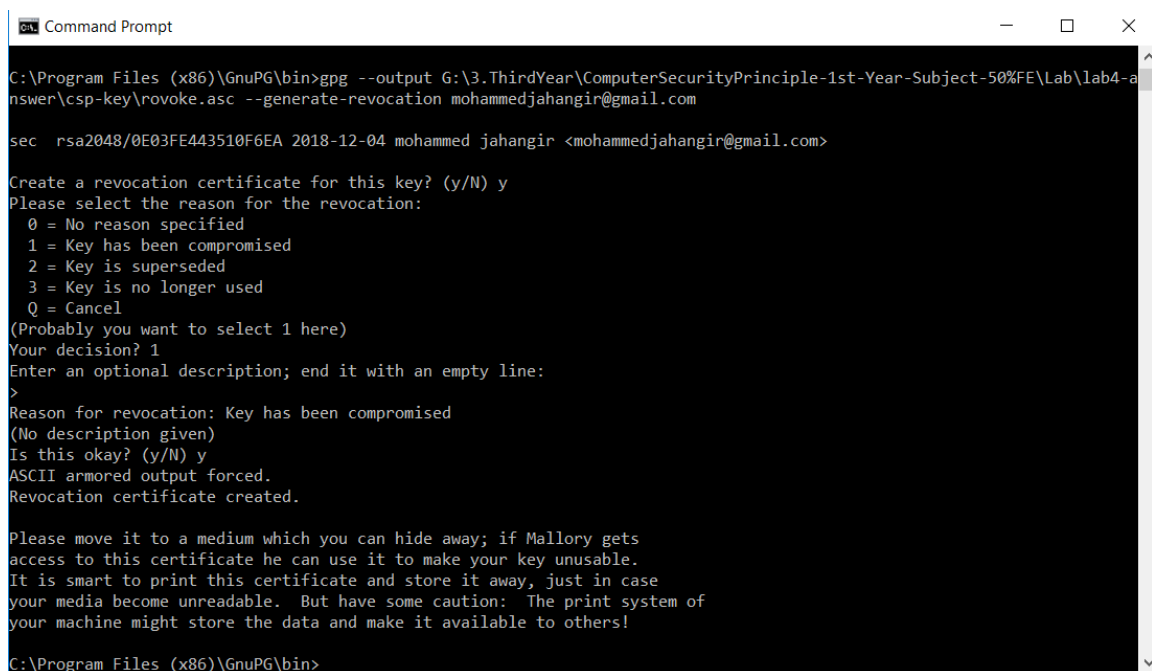 Command Prompt
C:\Program Files (x86)\GnuPG\bin>gpg --output G:\3.ThirdYear\ComputerSecurityPrinciple-1st-Year-Subject-50%FE\Lab\lab4-a
nswer\csp-key\rovoke.asc --generate-revocation mohammedjahangir@gmail.com
sec  rsa2048/0E03FE443510F6EA 2018-12-04 mohammed jahangir <mohammedjahangir@gmail.com>
Create a revocation certificate for this key? (y/N) y
Please select the reason for the revocation:
  0 = No reason specified
  1 = Key has been compromised
  2 = Key is superseded
  3 = Key is no longer used
  Q = Cancel
(Probably you want to select 1 here)
Your decision? 1
Enter an optional description; end it with an empty line:
>
Reason for revocation: Key has been compromised
(No description given)
Is this okay? (y/N) y
ASCII armored output forced.
Revocation certificate created.
Please move it to a medium which you can hide away; if Mallory gets
access to this certificate he can use it to make your key unusable.
It is smart to print this certificate and store it away, just in case
your media become unreadable.  But have some caution:  The print system of
your machine might store the data and make it available to others!
C:\Program Files (x86)\GnuPG\bin>